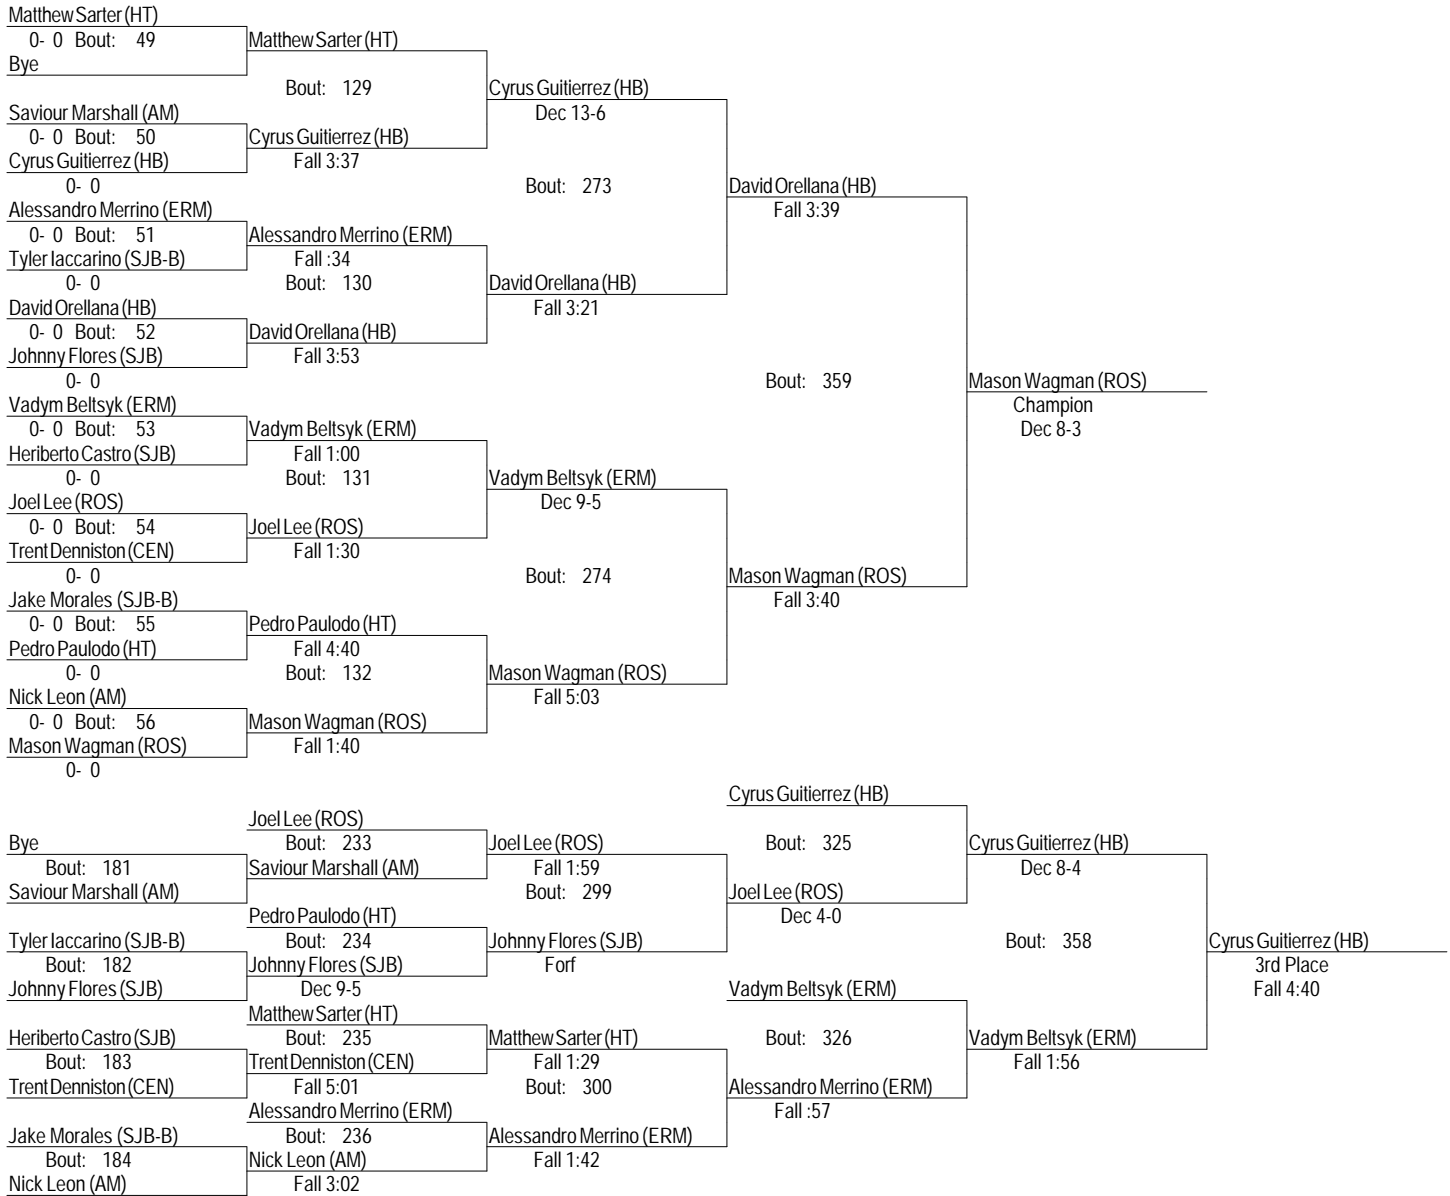 Matthew Sarter (HT)
0- 0 Bout: 49 Matthew Sarter (HT)
Bye
Bout: 129 Cyrus Guitierrez (HB)
Saviour Marshall (AM) Dec 13-6
0- 0 Bout: 50 Cyrus Guitierrez (HB)
Cyrus Guitierrez (HB) Fall 3:37
0- 0 Bout: 273 David Orellana (HB)
Alessandro Merrino (ERM) Fall 3:39
0- 0 Bout: 51 Alessandro Merrino (ERM)
Tyler Iaccarino (SJB-B) Fall :34
0- 0 Bout: 130 David Orellana (HB)
David Orellana (HB) Fall 3:21
0- 0 Bout: 52 David Orellana (HB)
Johnny Flores (SJB) Fall 3:53
0- 0 Bout: 359 Mason Wagman (ROS)
Vadym Beltsyk (ERM) Champion
0- 0 Bout: 53 Vadym Beltsyk (ERM) Dec 8-3
Heriberto Castro (SJB) Fall 1:00
0- 0 Bout: 131 Vadym Beltsyk (ERM)
Joel Lee (ROS) Dec 9-5
0- 0 Bout: 54 Joel Lee (ROS)
Trent Denniston (CEN) Fall 1:30
0- 0 Bout: 274 Mason Wagman (ROS)
Jake Morales (SJB-B) Fall 3:40
0- 0 Bout: 55 Pedro Paulodo (HT)
Pedro Paulodo (HT) Fall 4:40
0- 0 Bout: 132 Mason Wagman (ROS)
Nick Leon (AM) Fall 5:03
0- 0 Bout: 56 Mason Wagman (ROS)
Mason Wagman (ROS) Fall 1:40
0- 0
Cyrus Guitierrez (HB)
Joel Lee (ROS)
Bye Bout: 233 Joel Lee (ROS) Bout: 325 Cyrus Guitierrez (HB)
Bout: 181 Saviour Marshall (AM) Fall 1:59 Dec 8-4
Saviour Marshall (AM) Bout: 299 Joel Lee (ROS)
Pedro Paulodo (HT) Dec 4-0
Tyler Iaccarino (SJB-B) Bout: 234 Johnny Flores (SJB) Bout: 358 Cyrus Guitierrez (HB)
Bout: 182 Johnny Flores (SJB) Forf 3rd Place
Johnny Flores (SJB) Dec 9-5 Vadym Beltsyk (ERM) Fall 4:40
Matthew Sarter (HT)
Heriberto Castro (SJB) Bout: 235 Matthew Sarter (HT) Bout: 326 Vadym Beltsyk (ERM)
Bout: 183 Trent Denniston (CEN) Fall 1:29 Fall 1:56
Trent Denniston (CEN) Fall 5:01 Bout: 300 Alessandro Merrino (ERM)
Alessandro Merrino (ERM) Fall :57
Jake Morales (SJB-B) Bout: 236 Alessandro Merrino (ERM)
Bout: 184 Nick Leon (AM) Fall 1:42
Nick Leon (AM) Fall 3:02